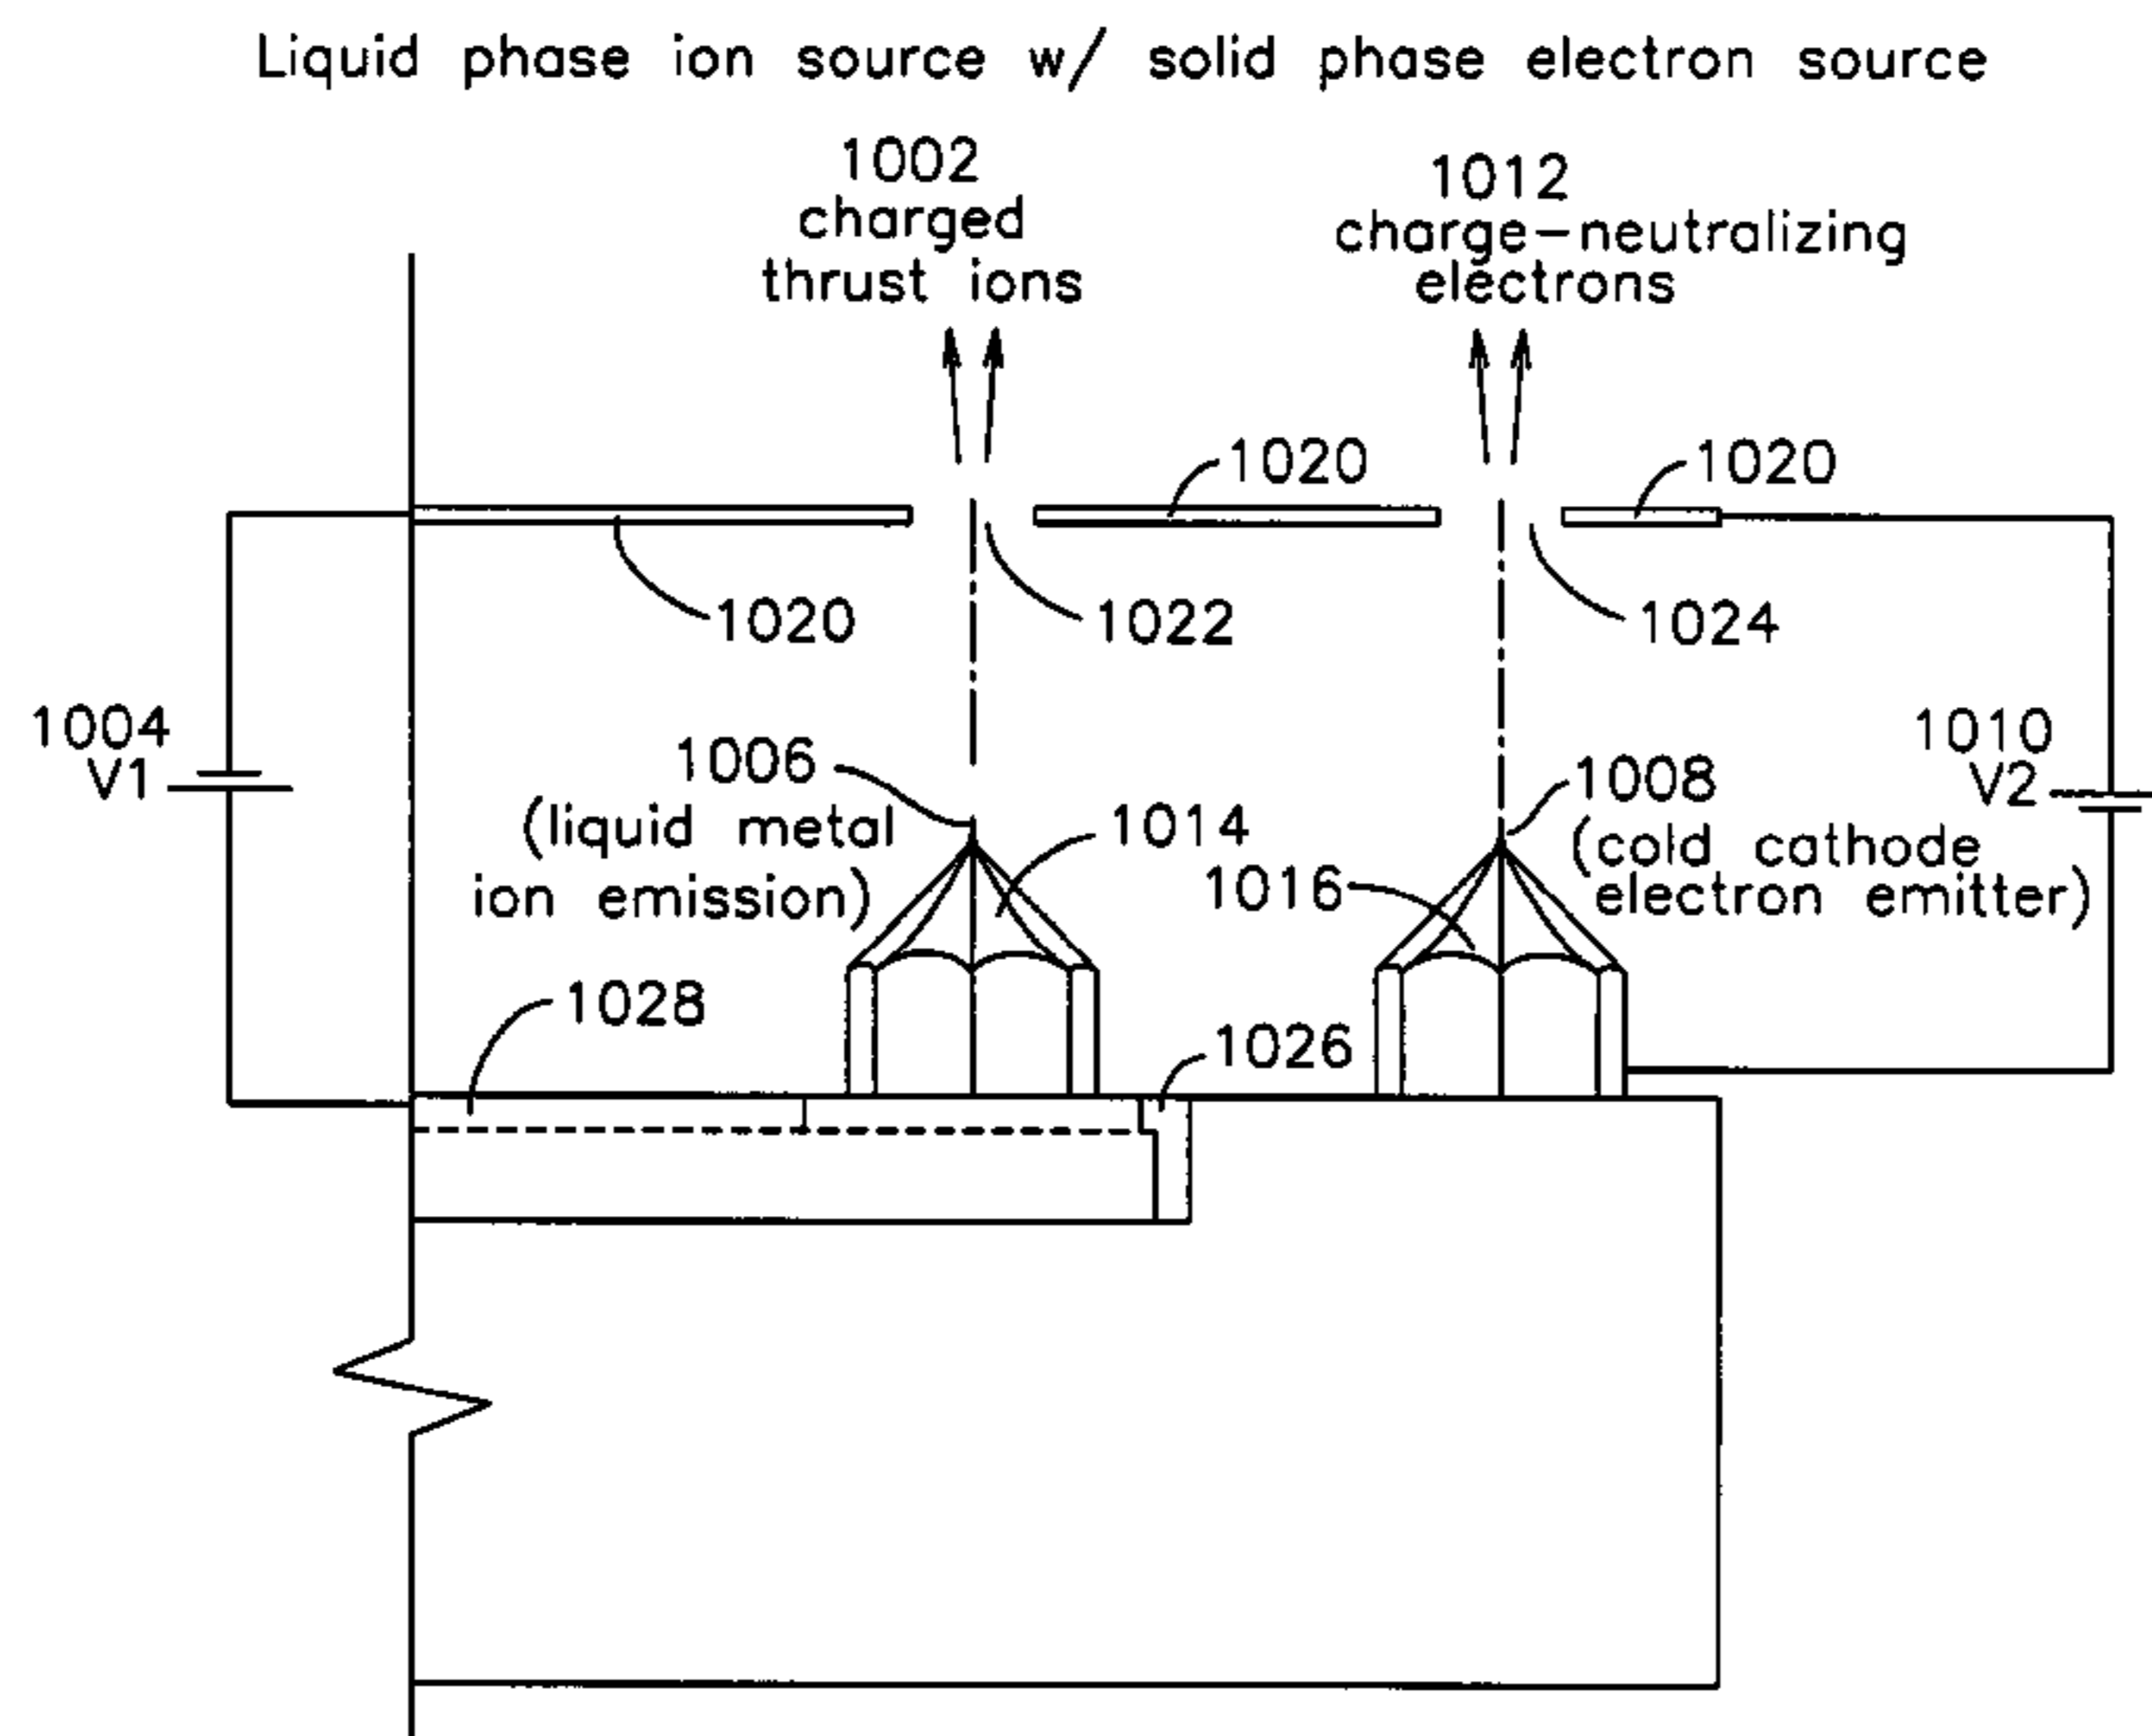 Liquid phase ion source w/ solid phase electron source
1002
charged
thrust ions
1012
charge-neutralizing
electrons
1020
1020
1020
1022
1024
1004
V1
1010
V2
1006
(liquid metal
ion emission)
1014
1008
(cold cathode
electron emitter)
1016
1028
1026